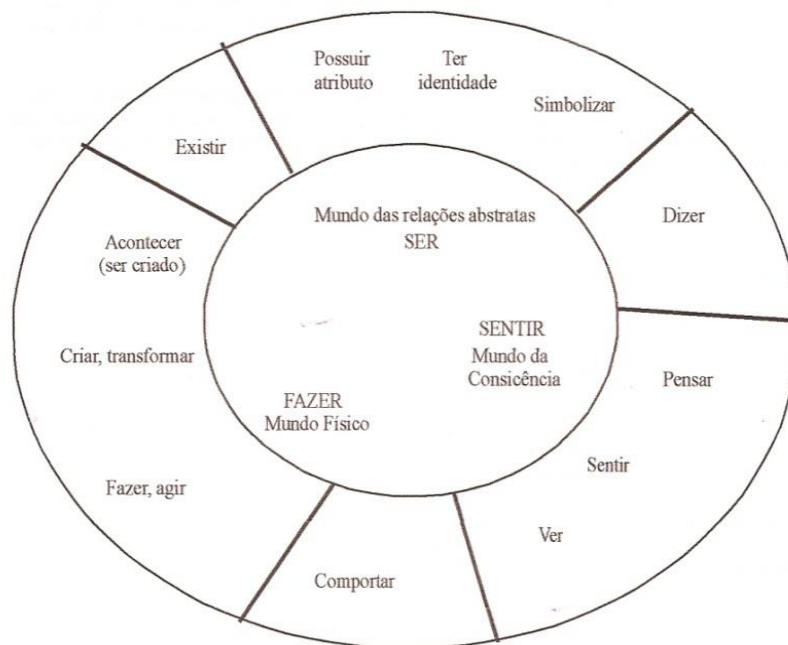 Possuir
atributo
Ter
identidade
Simbolizar
Existir
Dizer
Mundo das relações abstratas
SER
Acontecer
(ser criado)
SENTIR
Mundo da
Consicência
Criar, transformar
Pensar
FAZER
Mundo Físico
Sentir
Fazer, agir
Ver
Comportar